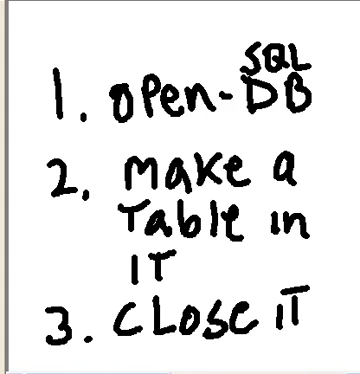 SQL
1. open-DB
2. Make a
Table in
IT
3. CLOSE iT